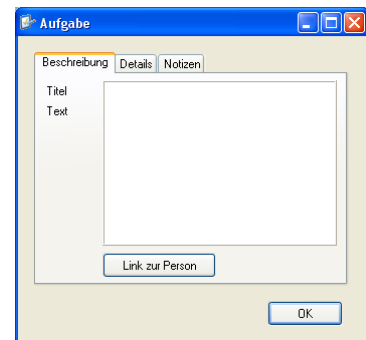 Aufgabe
Beschreibung Details Notizen
Titel
Text
Link zur Person
OK